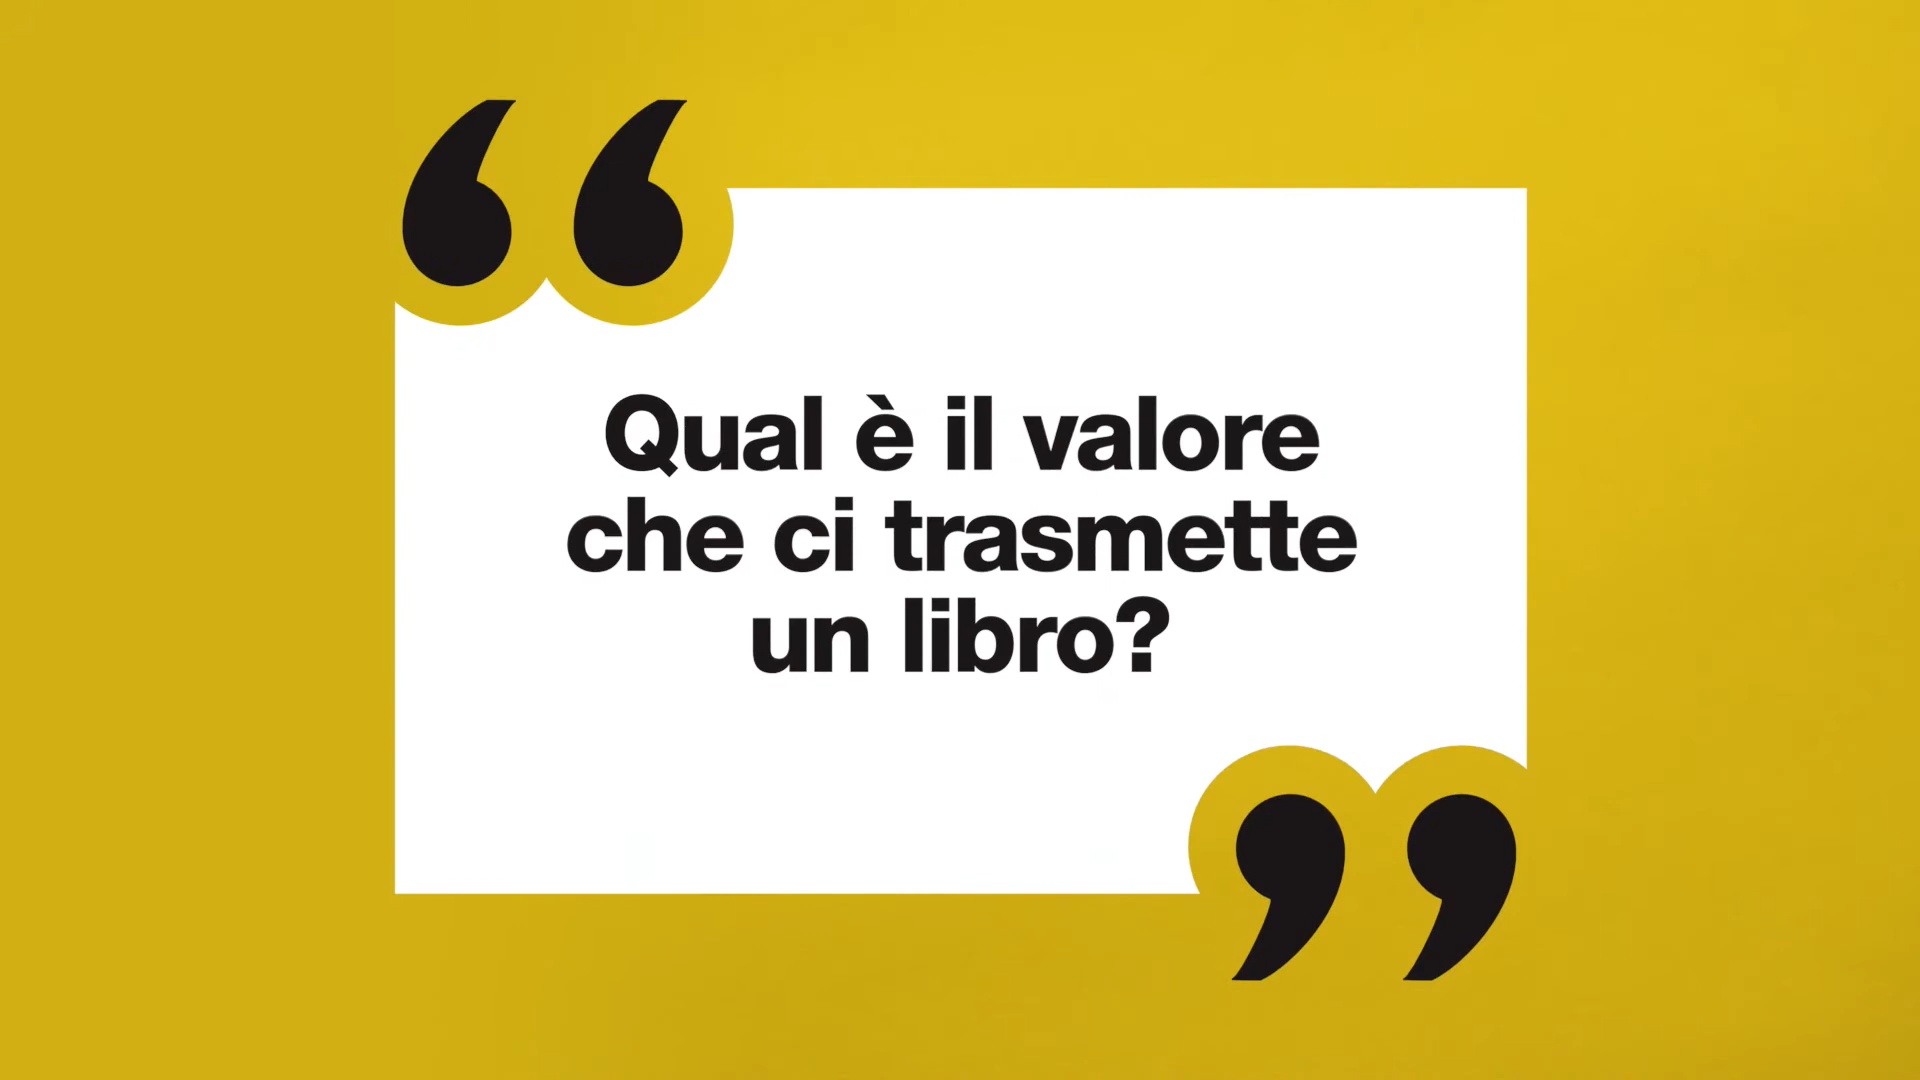 “
Qual è il valore
che ci trasmette
un libro?
”